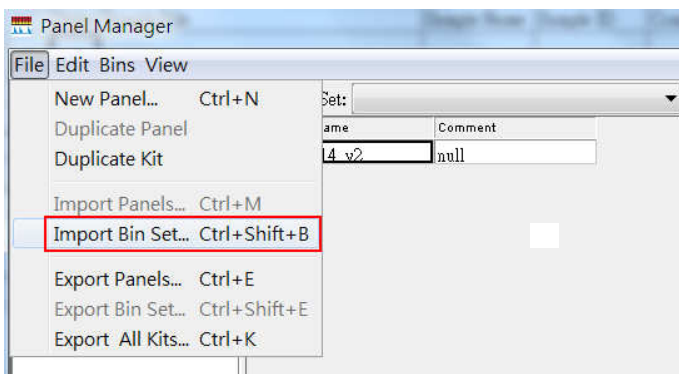 Panel Manager
File Edit Bins View
New Panel... Ctrl+N
Set:
Duplicate Panel
ame Comment
Duplicate Kit
14_v2 null
Import Panels... Ctrl+M
Import Bin Set... Ctrl+Shift+B
Export Panels... Ctrl+E
Export Bin Set... Ctrl+Shift+E
Export All Kits... Ctrl+K